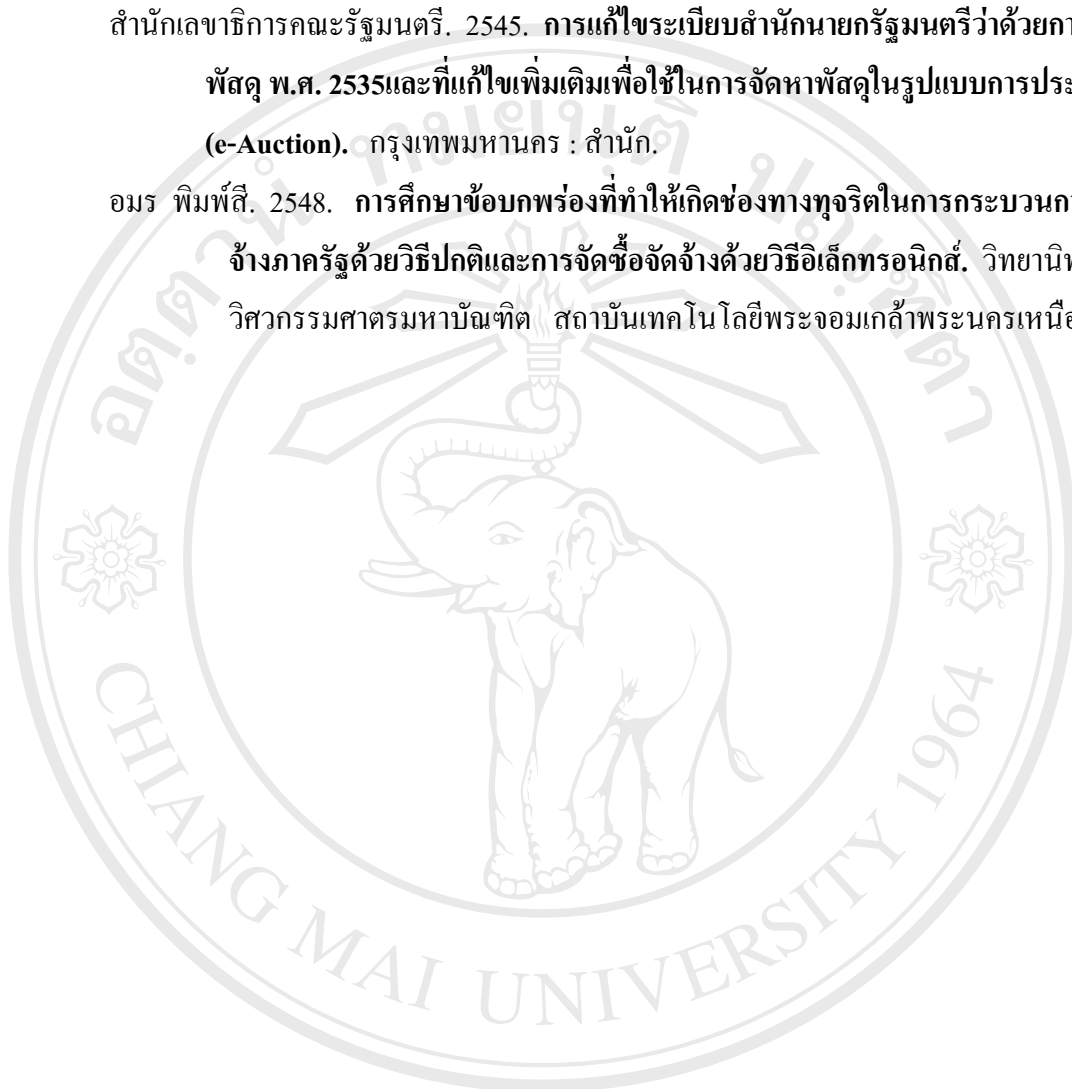 สำนักเลขาธิการคณะรัฐมนตรี. 2545. การแก้ไขระเบียบสำนักนายกรัฐมนตรีว่าด้วยกา
พัสดุ พ.ศ. 2535และที่แก้ไขเพิ่มเติมเพื่อใช้ในการจัดหาพัสดุในรูปแบบการประ
(e-Auction). กรุงเทพมหานคร : สำนัก.
อมร พิมพ์สี. 2548. การศึกษาข้อบกพร่องที่ทำให้เกิดช่องทางทุจริตในการกระบวนกา
จ้างภาครัฐด้วยวิธีปกติและการจัดซื้อจัดจ้างด้วยวิธีอิเล็กทรอนิกส์. วิทยานิพ
วิศวกรรมศาตรมหาบัณฑิต สถาบันเทคโนโลยีพระจอมเกล้าพระนครเหนือ
อตฺตานํ ทมยนฺติ ปณฺฑิตา
CHIANG MAI UNIVERSITY 1964